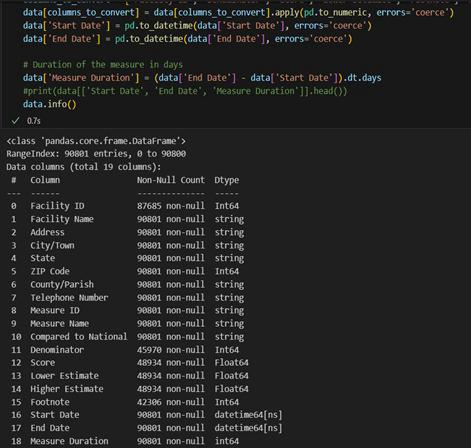 data[columns_to_convert] = data[columns_to_convert].apply(pd.to_numeric, errors='coerce')
data['Start Date'] = pd.to_datetime(data['Start Date'], errors='coerce')
data['End Date'] = pd.to_datetime(data['End Date'], errors='coerce')
# Duration of the measure in days
data['Measure Duration'] = (data['End Date'] - data['Start Date']).dt.days
#print(data[['Start Date', 'End Date', 'Measure Duration']].head())
data.info()
✓ 0.7s
<class 'pandas.core.frame.DataFrame'>
RangeIndex: 90801 entries, 0 to 90800
Data columns (total 19 columns):
# Column Non-Null Count Dtype
--- ------ -------------- -----
0 Facility ID 87685 non-null Int64
1 Facility Name 90801 non-null string
2 Address 90801 non-null string
3 City/Town 90801 non-null string
4 State 90801 non-null string
5 ZIP Code 90801 non-null Int64
6 County/Parish 90801 non-null string
7 Telephone Number 90801 non-null string
8 Measure ID 90801 non-null string
9 Measure Name 90801 non-null string
10 Compared to National 90801 non-null string
11 Denominator 45970 non-null Int64
12 Score 48934 non-null Float64
13 Lower Estimate 48934 non-null Float64
14 Higher Estimate 48934 non-null Float64
15 Footnote 42306 non-null Int64
16 Start Date 90801 non-null datetime64[ns]
17 End Date 90801 non-null datetime64[ns]
18 Measure Duration 90801 non-null int64